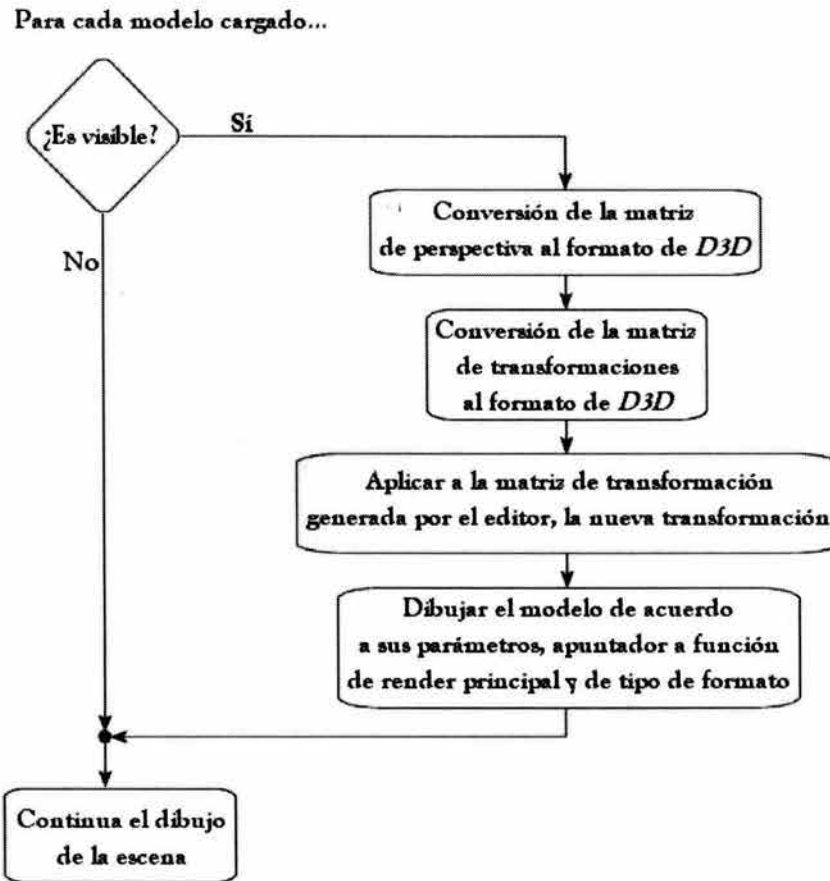 Para cada modelo cargado...
¿Es visible?
Sí
Conversión de la matriz
de perspectiva al formato de D3D
No
Conversión de la matriz
de transformaciones
al formato de D3D
Aplicar a la matriz de transformación
generada por el editor, la nueva transformación
Dibujar el modelo de acuerdo
a sus parámetros, apuntador a función
de render principal y de tipo de formato
Continua el dibujo
de la escena